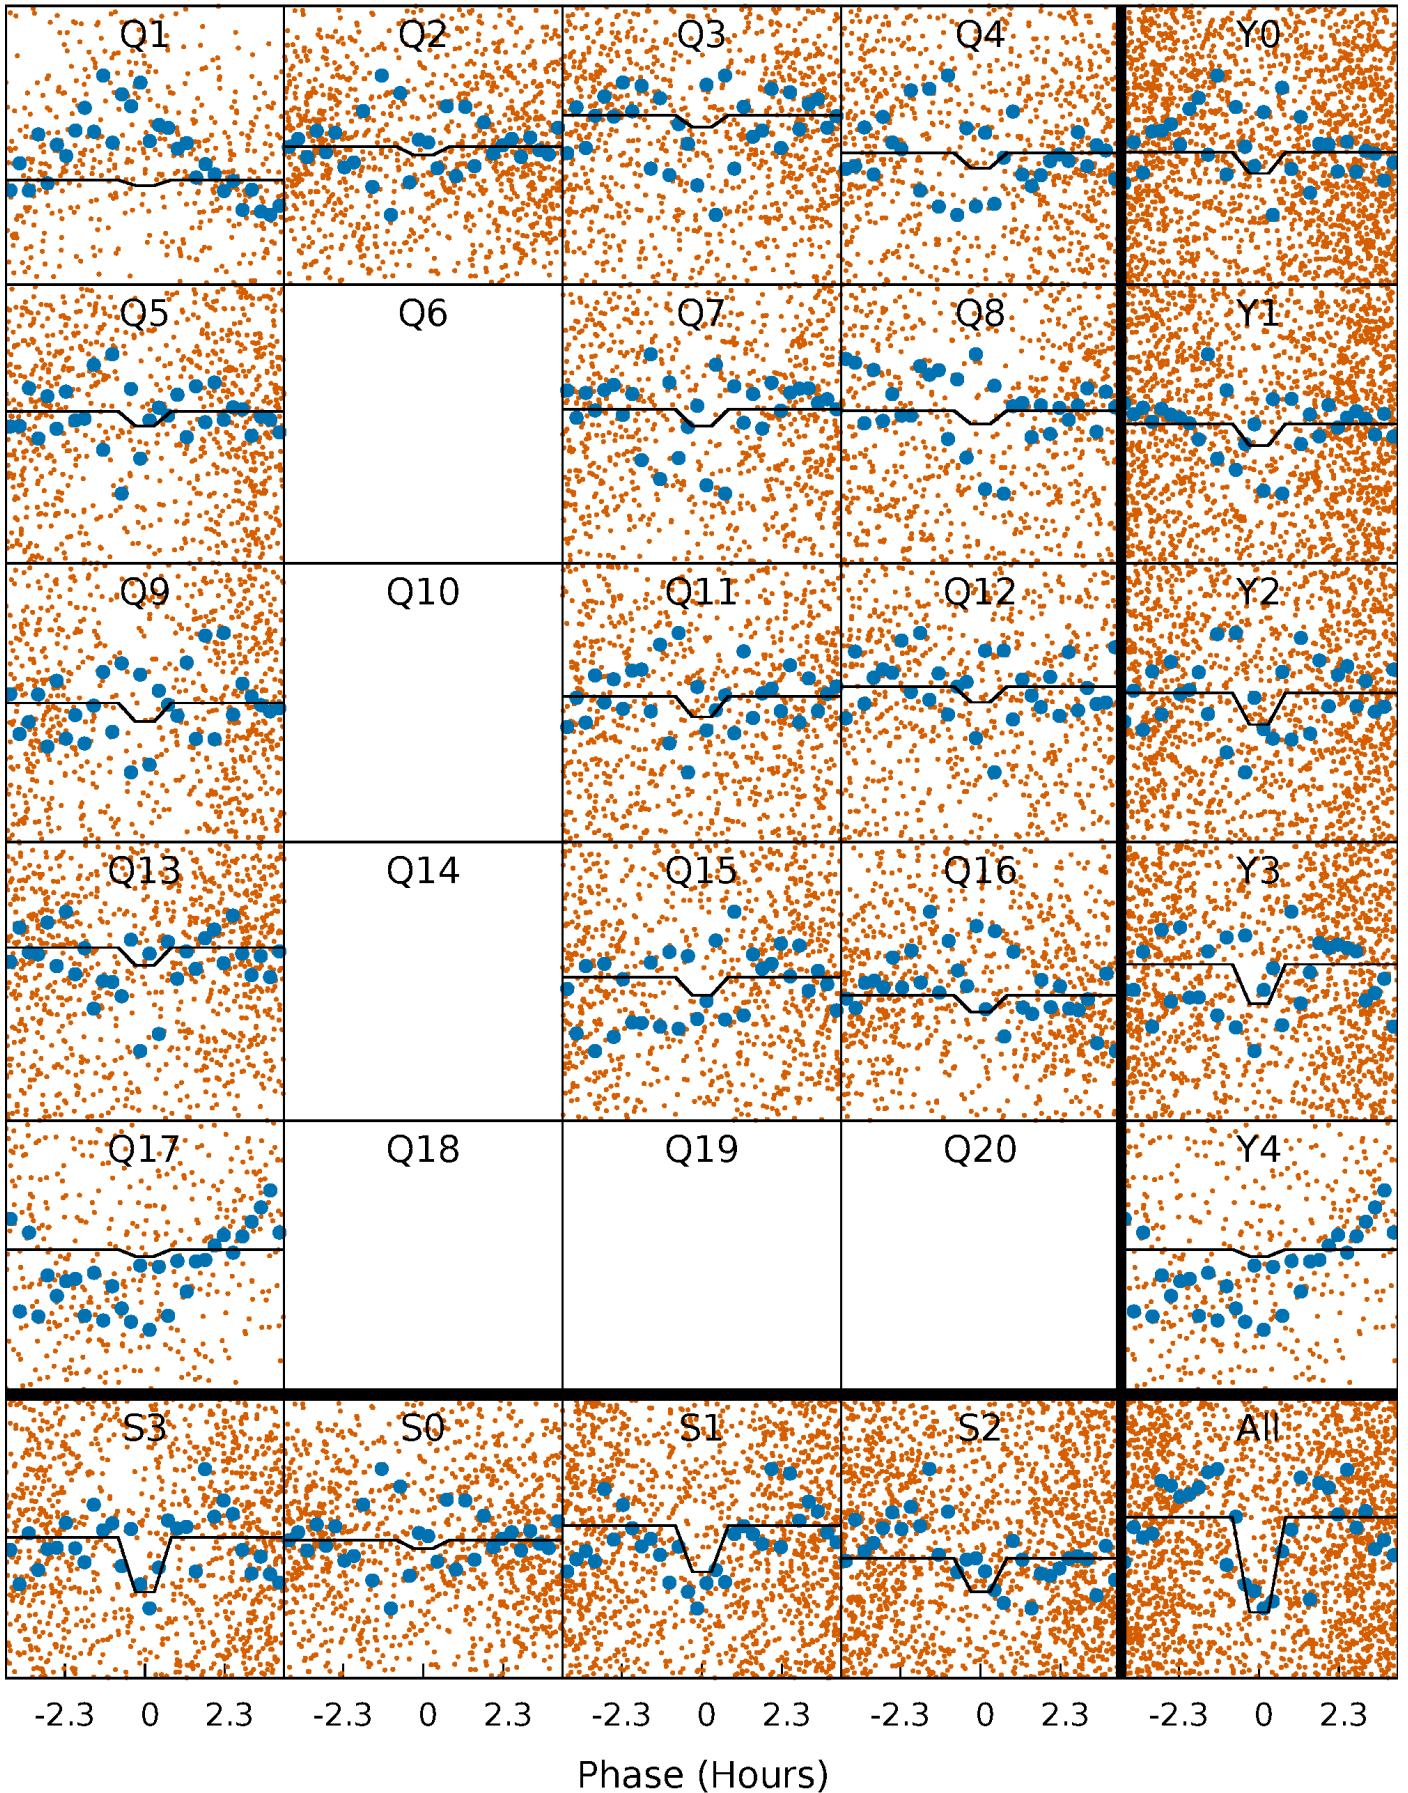 Q1 Q2 Q3 Q4 Y0
Q5 Q6 Q7 Q8 Y1
Q9 Q10 Q11 Q12 Y2
Q13 Q14 Q15 Q16 Y3
Q17 Q18 Q19 Q20 Y4
S3 S0 S1 S2 All
-2.3 0 2.3 -2.3 0 2.3 -2.3 0 2.3 -2.3 0 2.3 -2.3 0 2.3
Phase (Hours)